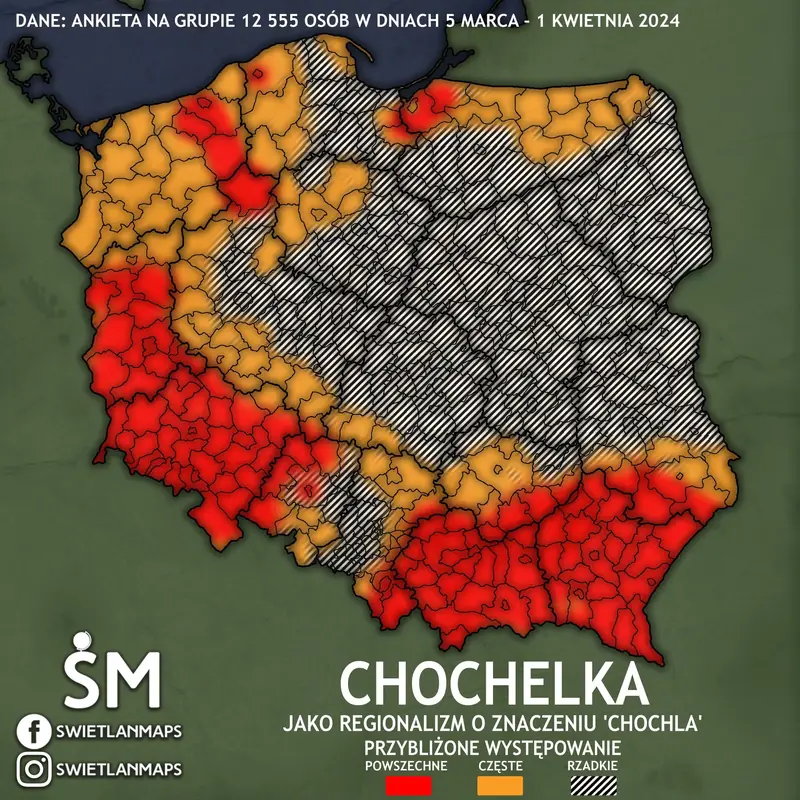 DANE: ANKIETA NA GRUPIE 12 555 OSÓB W DNIACH 5 MARCA - 1 KWIETNIA 2024
ŚM
SWIETLANMAPS
SWIETLANMAPS
CHOCHELKA
JAKO REGIONALIZM O ZNACZENIU 'CHOCHLA'
PRZYBLIŻONE WYSTĘPOWANIE
POWSZECHNE CZĘSTE RZADKIE